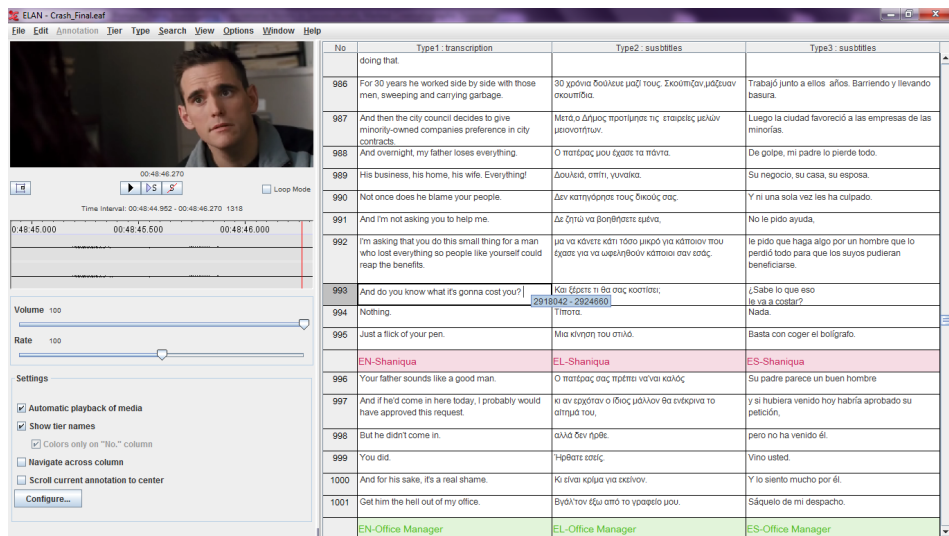 ELAN - Crash_Final.eaf
File Edit Annotation Tier Type Search View Options Window Help
00:48:46.270
Loop Mode
Time Interval: 00:48:44.952 - 00:48:46.270 1318
0:48:45.000 00:48:45.500 00:48:46.000
Volume 100
Rate 100
Settings
Automatic playback of media
Show tier names
Colors only on "No." column
Navigate across column
Scroll current annotation to center
Configure...
No Type1 : transcription Type2 : susbtitles Type3 : susbtitles
doing that.
986 For 30 years he worked side by side with those
men, sweeping and carrying garbage.
30 χρόνια δούλευε μαζί τους. Σκούπιζαν,μάζευαν
σκουπίδια.
Trabajó junto a ellos años. Barriendo y llevando
basura.
987 And then the city council decides to give
minority-owned companies preference in city
contracts.
Μετά,ο Δήμος προτίμησε τις εταιρείες μελών
μειονοτήτων.
Luego la ciudad favoreció a las empresas de las
minorías.
988 And overnight, my father loses everything.
Ο πατέρας μου έχασε τα πάντα.
De golpe, mi padre lo pierde todo.
989 His business, his home, his wife. Everything!
Δουλειά, σπίτι, γυναίκα.
Su negocio, su casa, su esposa.
990 Not once does he blame your people.
Δεν κατηγόρησε τους δικούς σας.
Y ni una sola vez les ha culpado.
991 And I'm not asking you to help me.
Δε ζητώ να βοηθήσετε εμένα,
No le pido ayuda,
992 I'm asking that you do this small thing for a man
who lost everything so people like yourself could
reap the benefits.
μα να κάνετε κάτι τόσο μικρό για κάποιον που
έχασε για να ωφεληθούν κάποιοι σαν εσάς.
le pido que haga algo por un hombre que lo
perdió todo para que los suyos pudieran
beneficiarse.
993 And do you know what it's gonna cost you?
Και ξέρετε τι θα σας κοστίσει;
¿Sabe lo que eso
le va a costar?
2918042 - 2924660
994 Nothing.
Τίποτα.
Nada.
995 Just a flick of your pen.
Μια κίνηση του στιλό.
Basta con coger el bolígrafo.
EN-Shaniqua EL-Shaniqua ES-Shaniqua
996 Your father sounds like a good man.
Ο πατέρας σας πρέπει να'ναι καλός
Su padre parece un buen hombre
997 And if he'd come in here today, I probably would
have approved this request.
κι αν ερχόταν ο ίδιος μάλλον θα ενέκρινα το
αίτημά του,
y si hubiera venido hoy habría aprobado su
petición,
998 But he didn't come in.
αλλά δεν ήρθε.
pero no ha venido él.
999 You did.
Ήρθατε εσείς.
Vino usted.
1000 And for his sake, it's a real shame.
Κι είναι κρίμα για εκείνον.
Y lo siento mucho por él.
1001 Get him the hell out of my office.
Βγάλ'τον έξω από το γραφείο μου.
Sáquelo de mi despacho.
EN-Office Manager EL-Office Manager ES-Office Manager